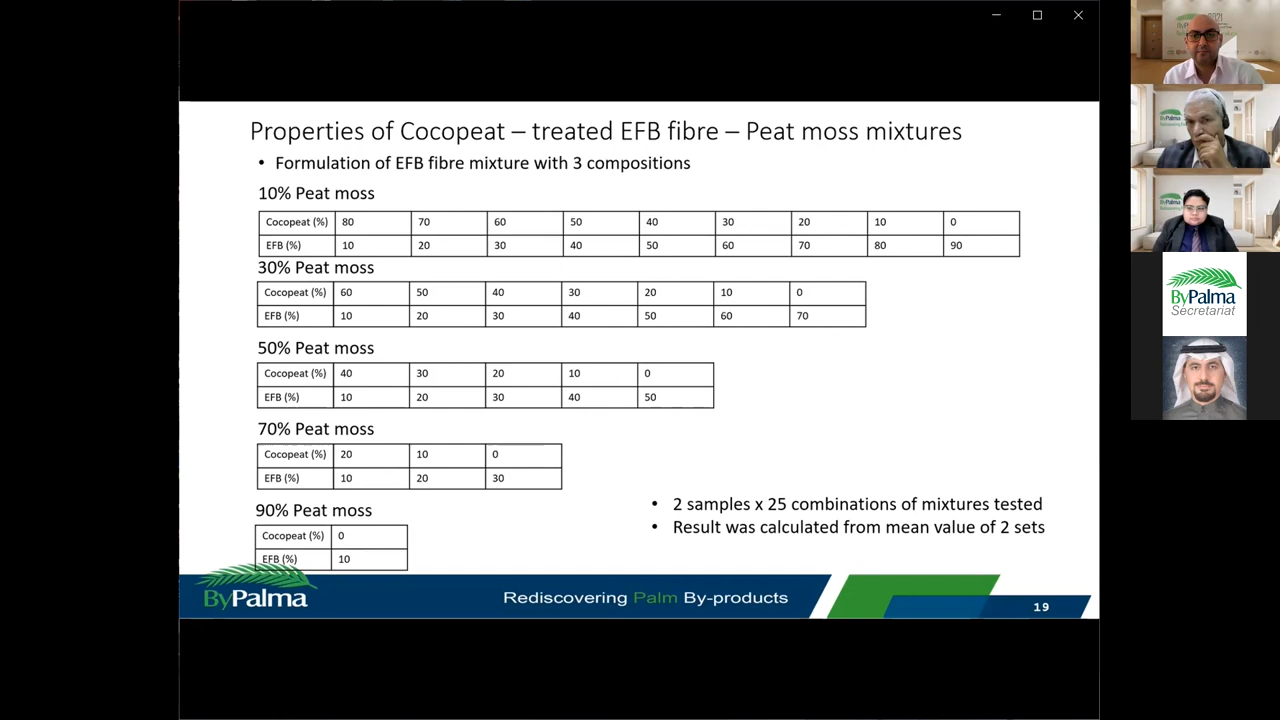 Properties of Cocopeat – treated EFB fibre – Peat moss mixtures
• Formulation of EFB fibre mixture with 3 compositions
10% Peat moss
Cocopeat (%) 80 70 60 50 40 30 20 10 0
EFB (%) 10 20 30 40 50 60 70 80 90
30% Peat moss
Cocopeat (%) 60 50 40 30 20 10 0
EFB (%) 10 20 30 40 50 60 70
50% Peat moss
Cocopeat (%) 40 30 20 10 0
EFB (%) 10 20 30 40 50
70% Peat moss
Cocopeat (%) 20 10 0
EFB (%) 10 20 30
90% Peat moss
Cocopeat (%) 0
EFB (%) 10
• 2 samples x 25 combinations of mixtures tested
• Result was calculated from mean value of 2 sets
ByPalma
Rediscovering Palm By-products
19
ByPalma
Secretariat